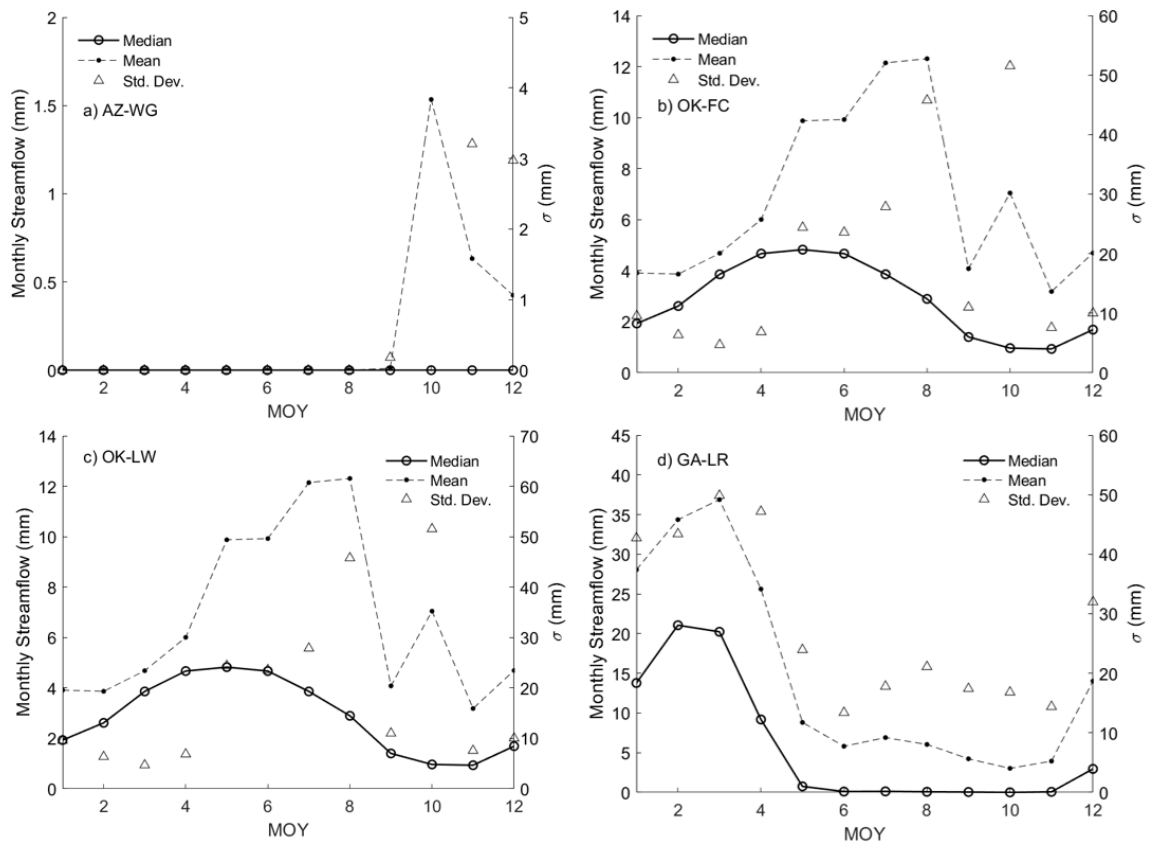 Median
Mean
Std. Dev.
a) AZ-WG
Monthly Streamflow (mm)
2
1.5
1
0.5
0
5
4
3
2
1
0
σ (mm)
2 4 6 8 10 12
MOY
Median
Mean
Std. Dev.
b) OK-FC
Monthly Streamflow (mm)
14
12
10
8
6
4
2
0
60
50
40
30
20
10
0
σ (mm)
2 4 6 8 10 12
MOY
c) OK-LW
Median
Mean
Std. Dev.
Monthly Streamflow (mm)
14
12
10
8
6
4
2
0
70
60
50
40
30
20
10
0
σ (mm)
2 4 6 8 10 12
MOY
d) GA-LR
Median
Mean
Std. Dev.
Monthly Streamflow (mm)
45
40
35
30
25
20
15
10
5
0
60
50
40
30
20
10
0
σ (mm)
2 4 6 8 10 12
MOY